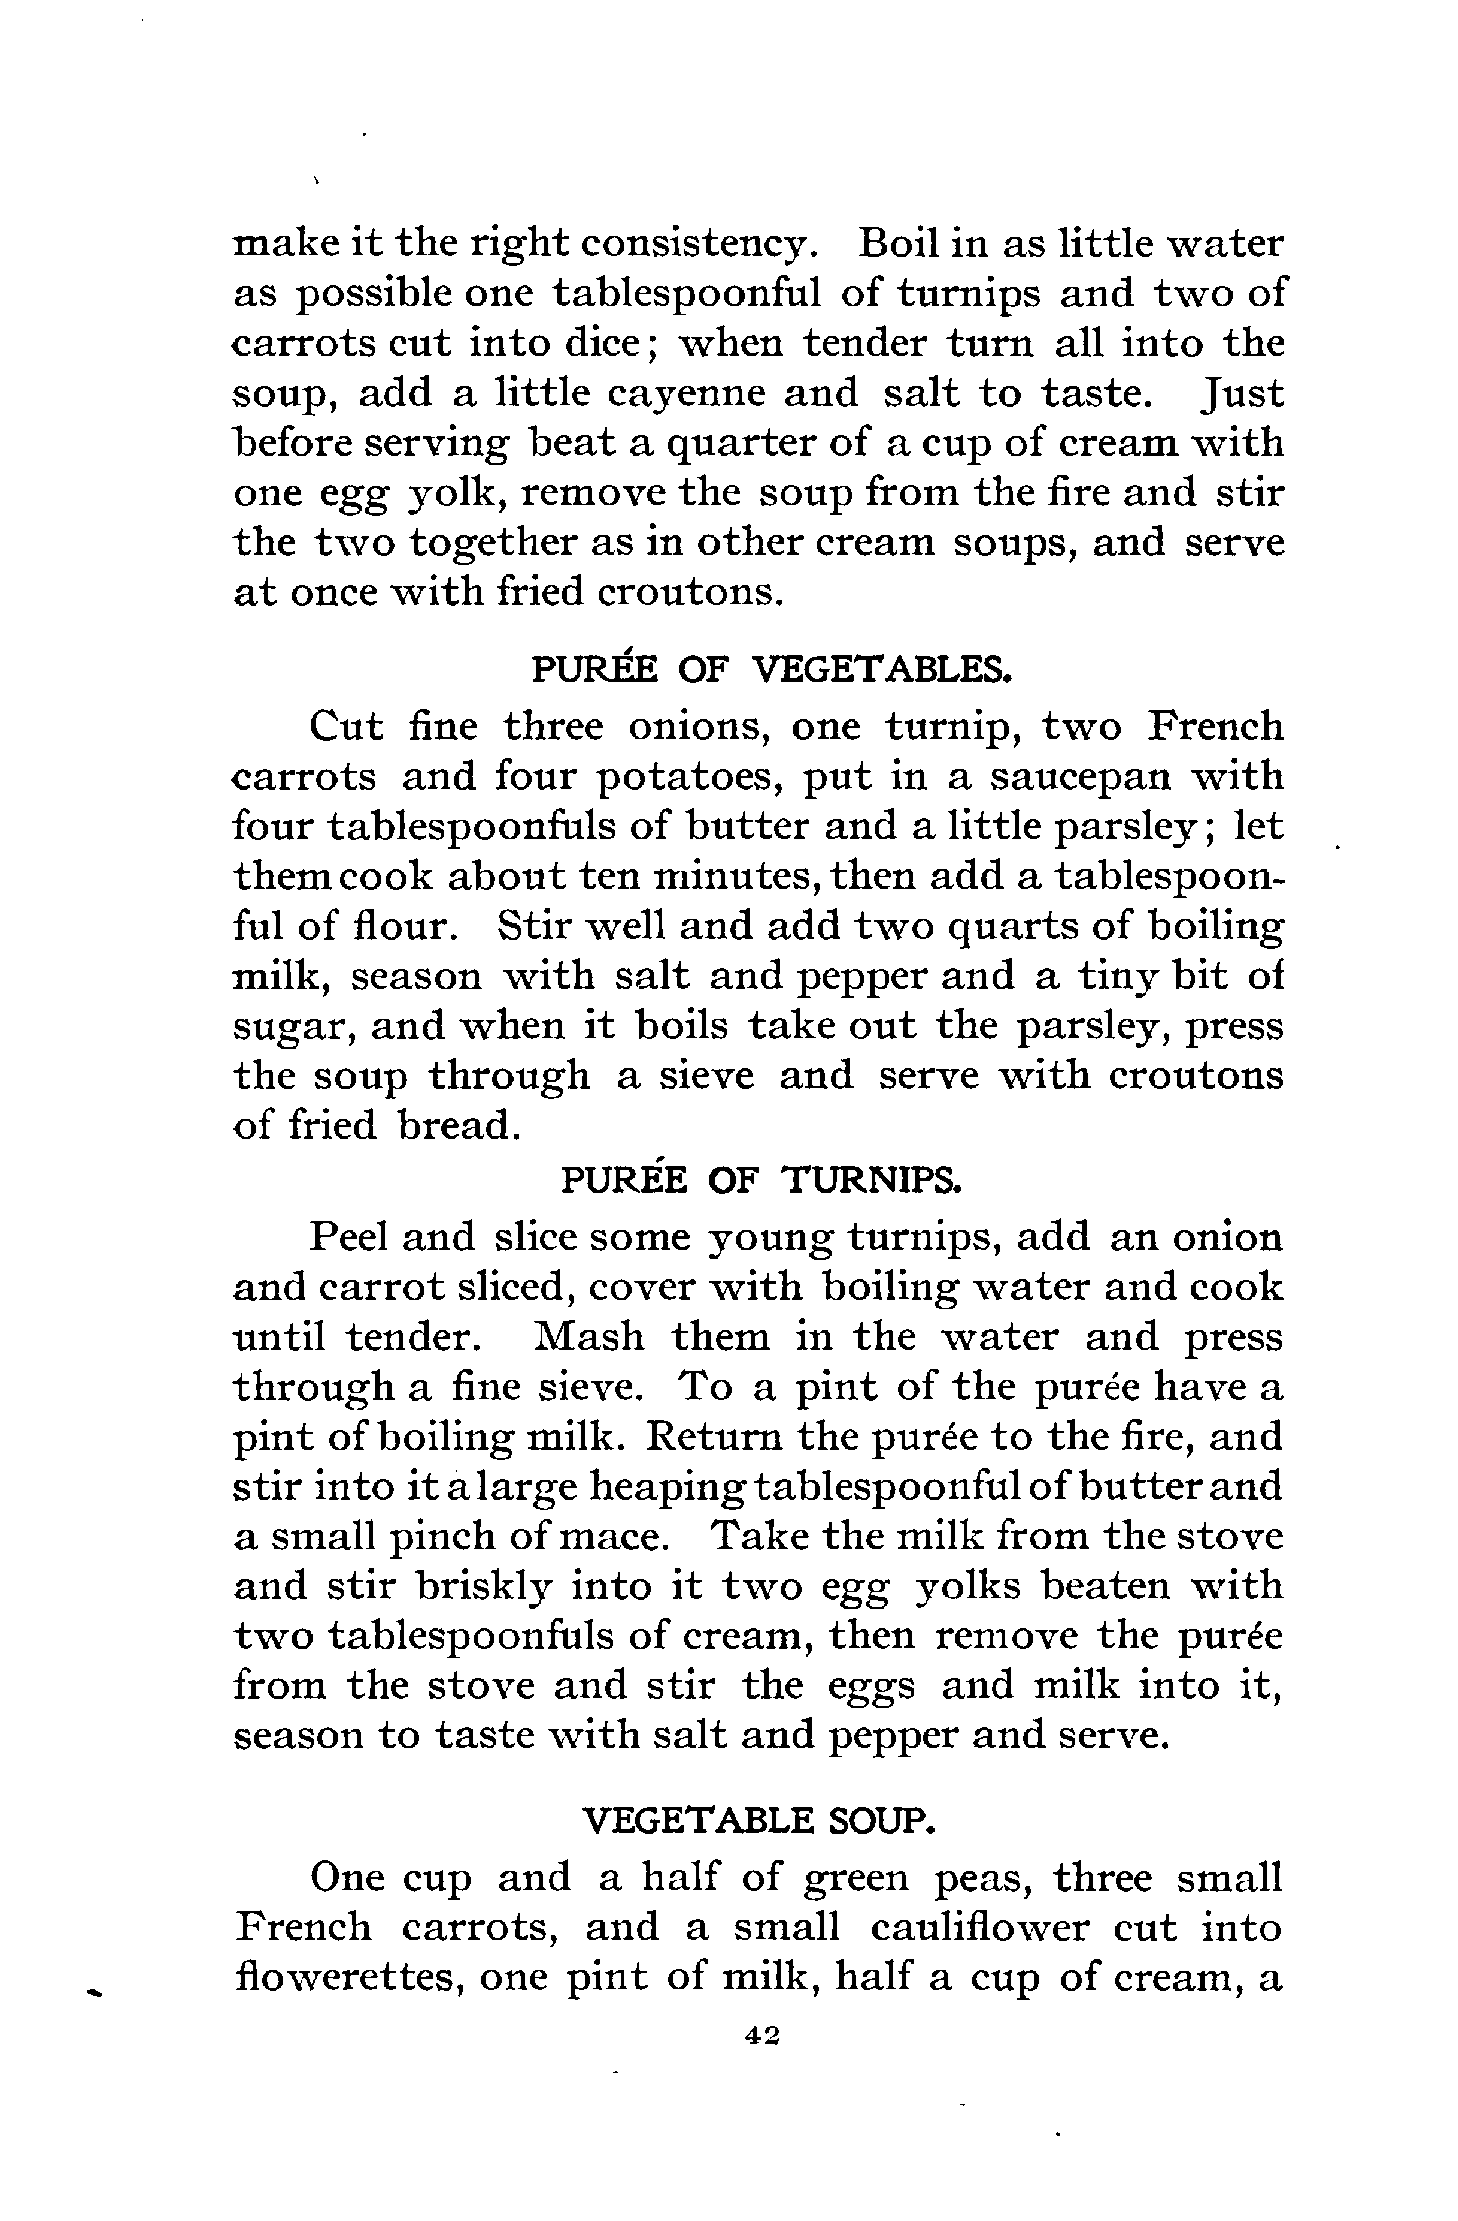 make it the right consistency. Boil in as little water
as possible one tablespoonful of turnips and two of
carrots cut into dice; when tender turn all into the
soup, add a little cayenne and salt to taste. Just
before serving beat a quarter of a cup of cream with
one egg yolk, remove the soup from the fire and stir
the two together as in other cream soups, and serve
at once with fried croutons.
PURÉE OF VEGETABLES.
Cut fine three onions, one turnip, two French
carrots and four potatoes, put in a saucepan with
four tablespoonfuls of butter and a little parsley; let
them cook about ten minutes, then add a tablespoon-
ful of flour. Stir well and add two quarts of boiling
milk, season with salt and pepper and a tiny bit of
sugar, and when it boils take out the parsley, press
the soup through a sieve and serve with croutons
of fried bread.
PURÉE OF TURNIPS.
Peel and slice some young turnips, add an onion
and carrot sliced, cover with boiling water and cook
until tender. Mash them in the water and press
through a fine sieve. To a pint of the purée have a
pint of boiling milk. Return the purée to the fire, and
stir into it a large heaping tablespoonful of butter and
a small pinch of mace. Take the milk from the stove
and stir briskly into it two egg yolks beaten with
two tablespoonfuls of cream, then remove the purée
from the stove and stir the eggs and milk into it,
season to taste with salt and pepper and serve.
VEGETABLE SOUP.
One cup and a half of green peas, three small
French carrots, and a small cauliflower cut into
flowerettes, one pint of milk, half a cup of cream, a
42